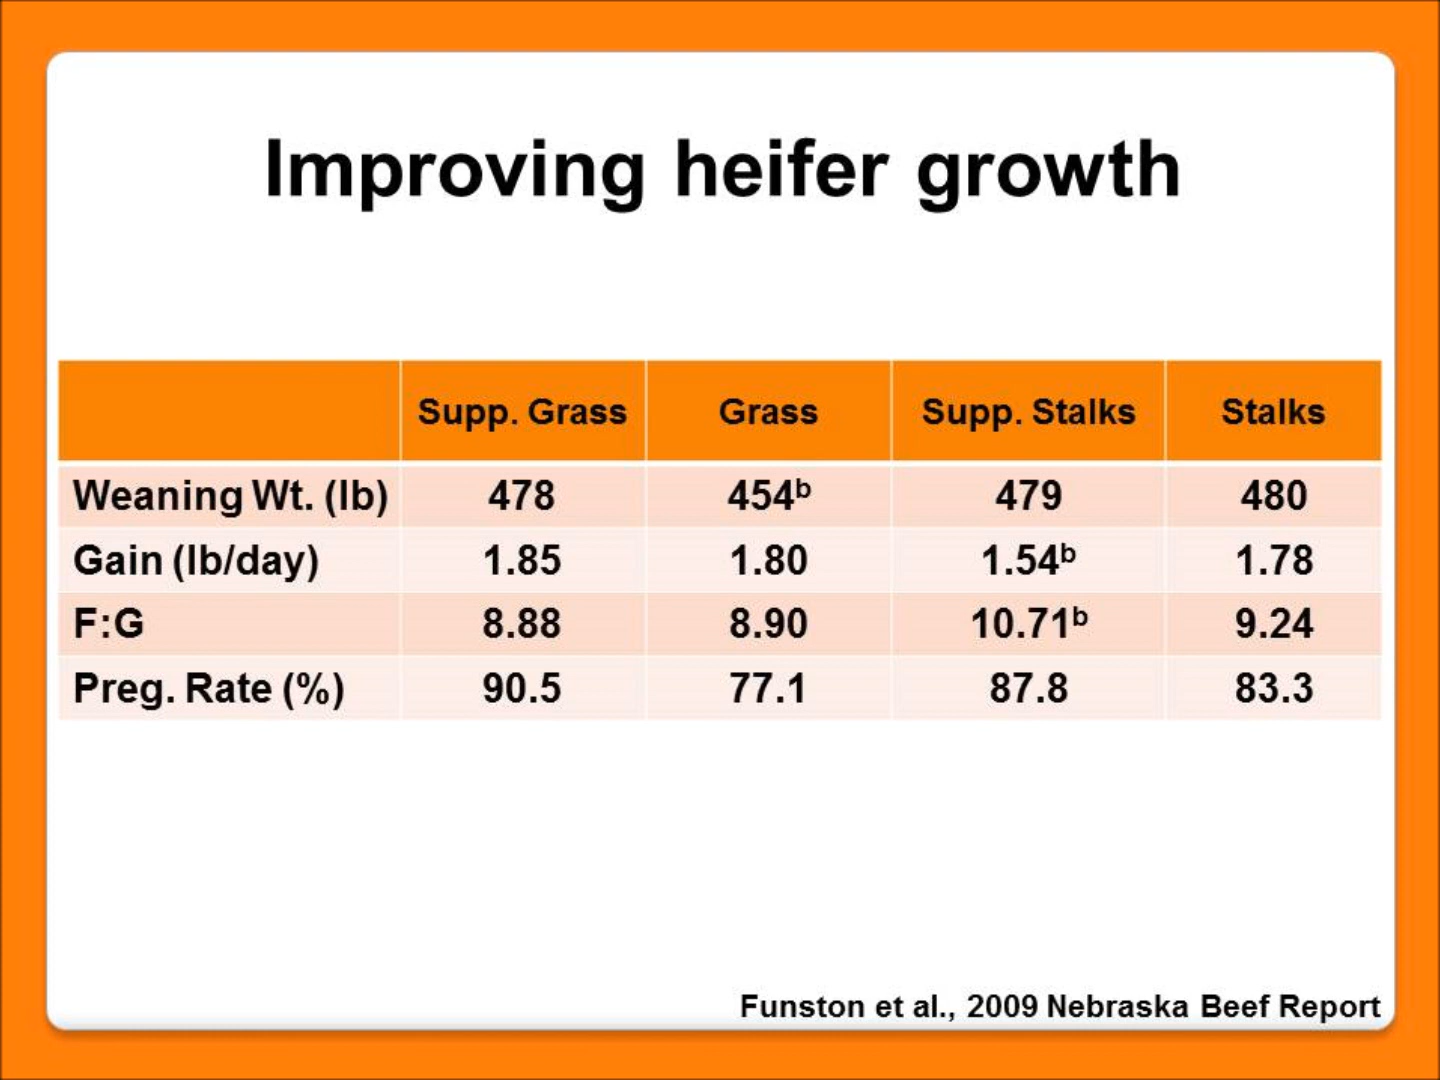 Improving heifer growth
Supp. Grass Grass Supp. Stalks Stalks
Weaning Wt. (lb) 478 454ᵇ 479 480
Gain (lb/day) 1.85 1.80 1.54ᵇ 1.78
F:G 8.88 8.90 10.71ᵇ 9.24
Preg. Rate (%) 90.5 77.1 87.8 83.3
Funston et al., 2009 Nebraska Beef Report